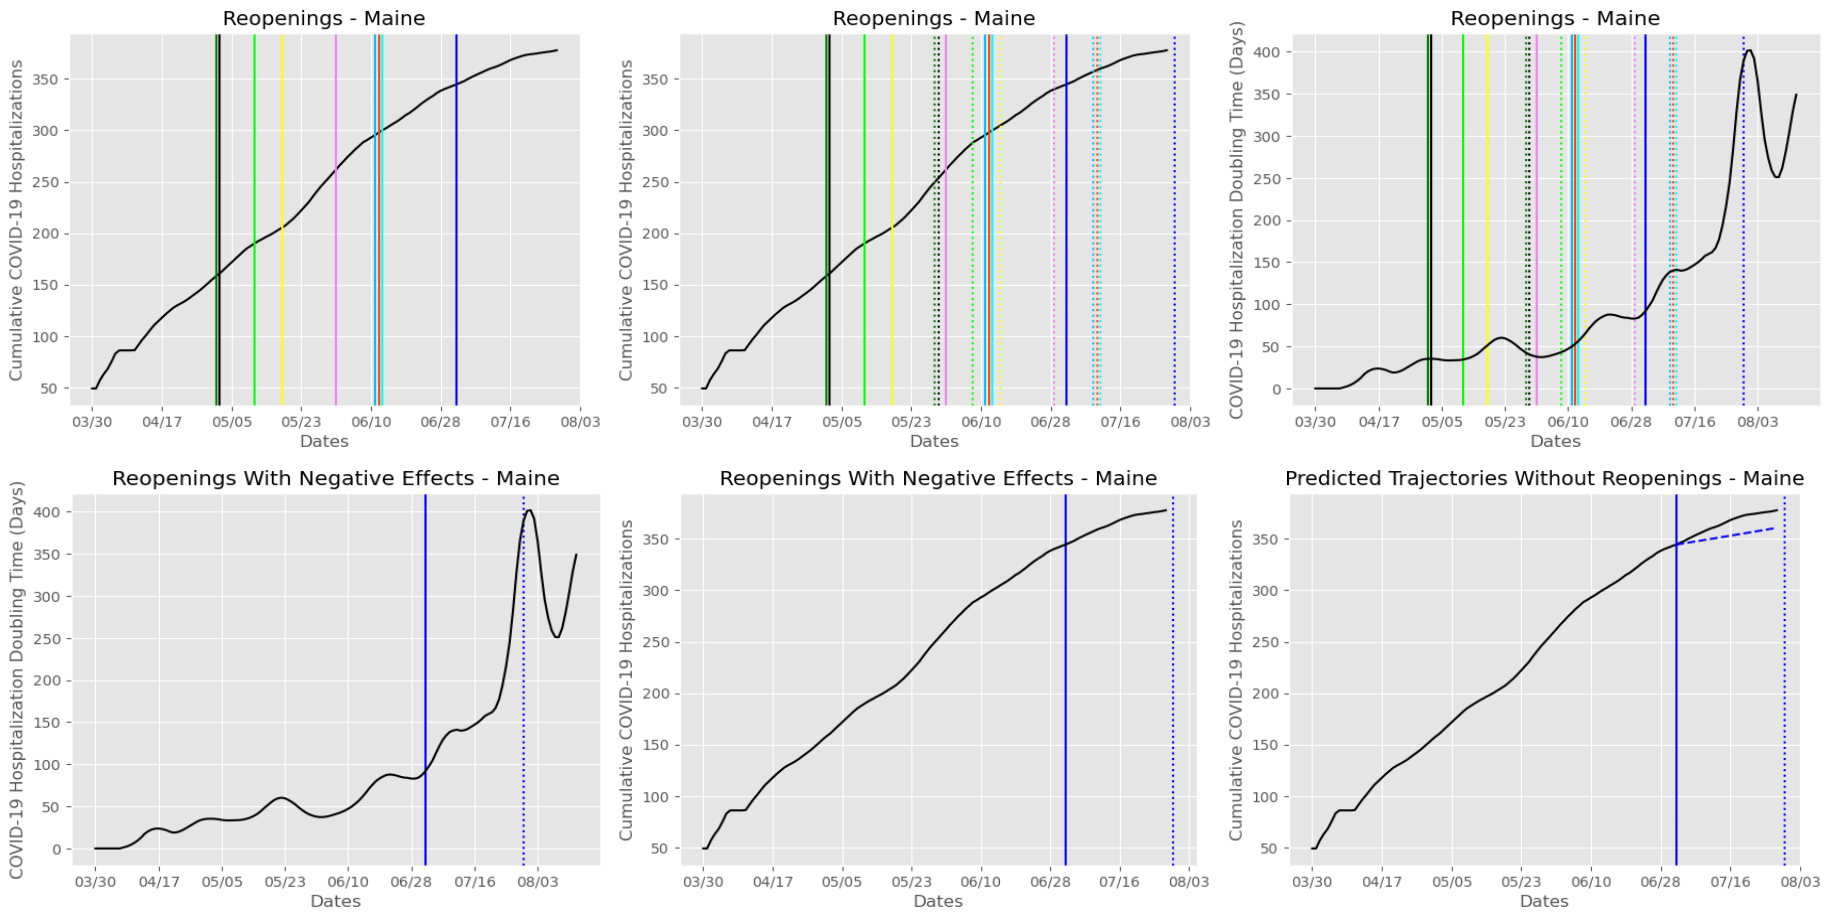 Reopenings - Maine
Cumulative COVID-19 Hospitalizations
350
300
250
200
150
100
50
03/30 04/17 05/05 05/23 06/10 06/28 07/16 08/03
Dates
Reopenings - Maine
Cumulative COVID-19 Hospitalizations
350
300
250
200
150
100
50
03/30 04/17 05/05 05/23 06/10 06/28 07/16 08/03
Dates
Reopenings - Maine
COVID-19 Hospitalization Doubling Time (Days)
400
350
300
250
200
150
100
50
0
03/30 04/17 05/05 05/23 06/10 06/28 07/16 08/03
Dates
Reopenings With Negative Effects - Maine
COVID-19 Hospitalization Doubling Time (Days)
400
350
300
250
200
150
100
50
0
03/30 04/17 05/05 05/23 06/10 06/28 07/16 08/03
Dates
Reopenings With Negative Effects - Maine
Cumulative COVID-19 Hospitalizations
350
300
250
200
150
100
50
03/30 04/17 05/05 05/23 06/10 06/28 07/16 08/03
Dates
Predicted Trajectories Without Reopenings - Maine
Cumulative COVID-19 Hospitalizations
350
300
250
200
150
100
50
03/30 04/17 05/05 05/23 06/10 06/28 07/16 08/03
Dates